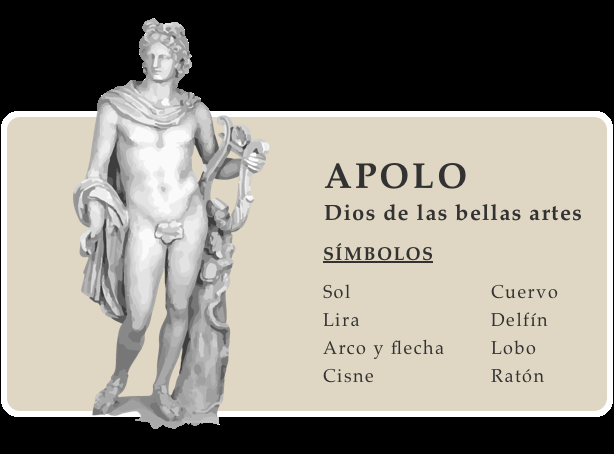 APOLO
Dios de las bellas artes
SÍMBOLOS
Sol
Lira
Arco y flecha
Cisne
Cuervo
Delfín
Lobo
Ratón